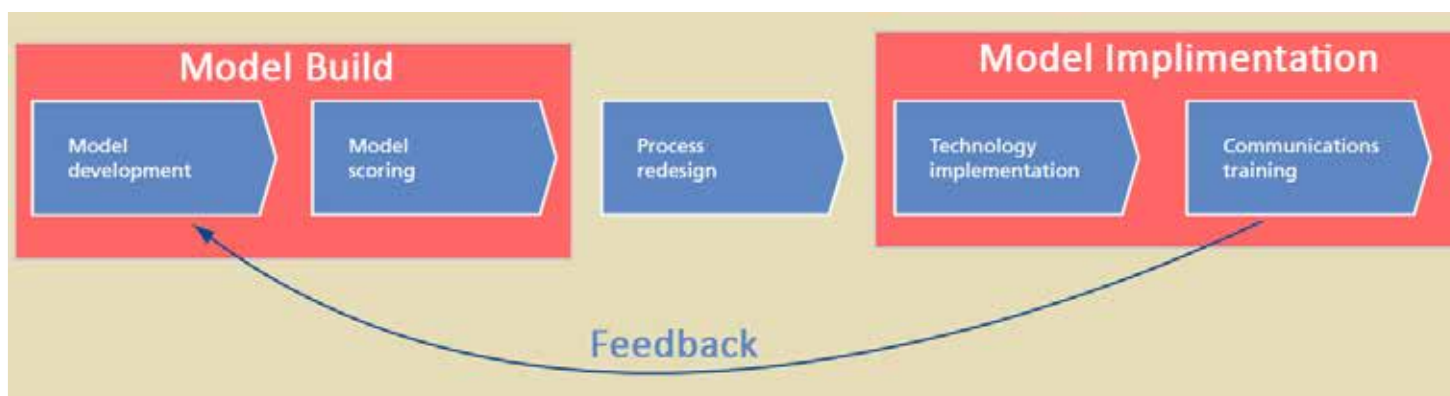 Model Build
Model
development
Model
scoring
Process
redesign
Model Implimentation
Technology
implementation
Communications
training
Feedback